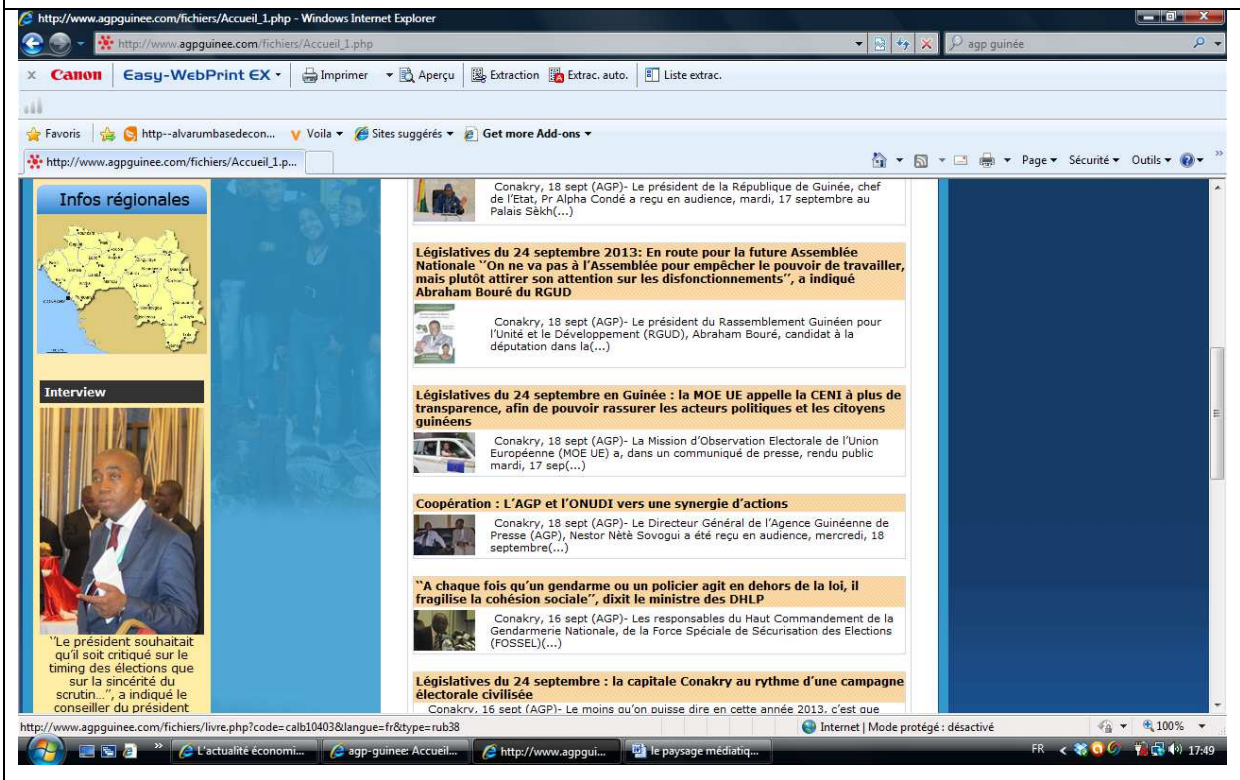 http://www.agpguinee.com/fichiers/Accueil_1.php - Windows Internet Explorer
http://www.agpguinee.com/fichiers/Accueil_1.php
agp guinée
x Canon Easy-WebPrint EX Imprimer Aperçu Extraction Extrac. auto. Liste extrac.
Favoris http--alvarumbasedecon... Voila Sites suggérés Get more Add-ons
http://www.agpguinee.com/fichiers/Accueil_1.p...
Page Sécurité Outils
Infos régionales
Interview
``Le président souhaitait
qu'il soit critiqué sur le
timing des élections que
sur la sincérité du
scrutin...'', a indiqué le
conseiller du président
Conakry, 18 sept (AGP)- Le président de la République de Guinée, chef
de l'Etat, Pr Alpha Condé a reçu en audience, mardi, 17 septembre au
Palais Sèkh(...)
Législatives du 24 septembre 2013: En route pour la future Assemblée
Nationale ``On ne va pas à l'Assemblée pour empêcher le pouvoir de travailler,
mais plutôt attirer son attention sur les disfonctionnements'', a indiqué
Abraham Bouré du RGUD
Conakry, 18 sept (AGP)- Le président du Rassemblement Guinéen pour
l'Unité et le Développement (RGUD), Abraham Bouré, candidat à la
députation dans la(...)
Législatives du 24 septembre en Guinée : la MOE UE appelle la CENI à plus de
transparence, afin de pouvoir rassurer les acteurs politiques et les citoyens
guinéens
Conakry, 18 sept (AGP)- La Mission d'Observation Electorale de l'Union
Européenne (MOE UE) a, dans un communiqué de presse, rendu public
mardi, 17 sep(...)
Coopération : L'AGP et l'ONUDI vers une synergie d'actions
Conakry, 18 sept (AGP)- Le Directeur Général de l'Agence Guinéenne de
Presse (AGP), Nestor Nètè Sovogui a été reçu en audience, mercredi, 18
septembre(...)
``A chaque fois qu'un gendarme ou un policier agit en dehors de la loi, il
fragilise la cohésion sociale'', dixit le ministre des DHLP
Conakry, 16 sept (AGP)- Les responsables du Haut Commandement de la
Gendarmerie Nationale, de la Force Spéciale de Sécurisation des Elections
(FOSSEL)(...)
Législatives du 24 septembre : la capitale Conakry au rythme d'une campagne
électorale civilisée
Conakry, 16 sept (AGP)- Le moins qu'on puisse dire en cette année 2013, c'est que
http://www.agpguinee.com/fichiers/livre.php?code=calb10403&langue=fr&type=rub38
Internet | Mode protégé : désactivé
100%
L'actualité économi... agp-guinee: Accueil... http://www.agpgui... le paysage médiatiq...
FR
17:49